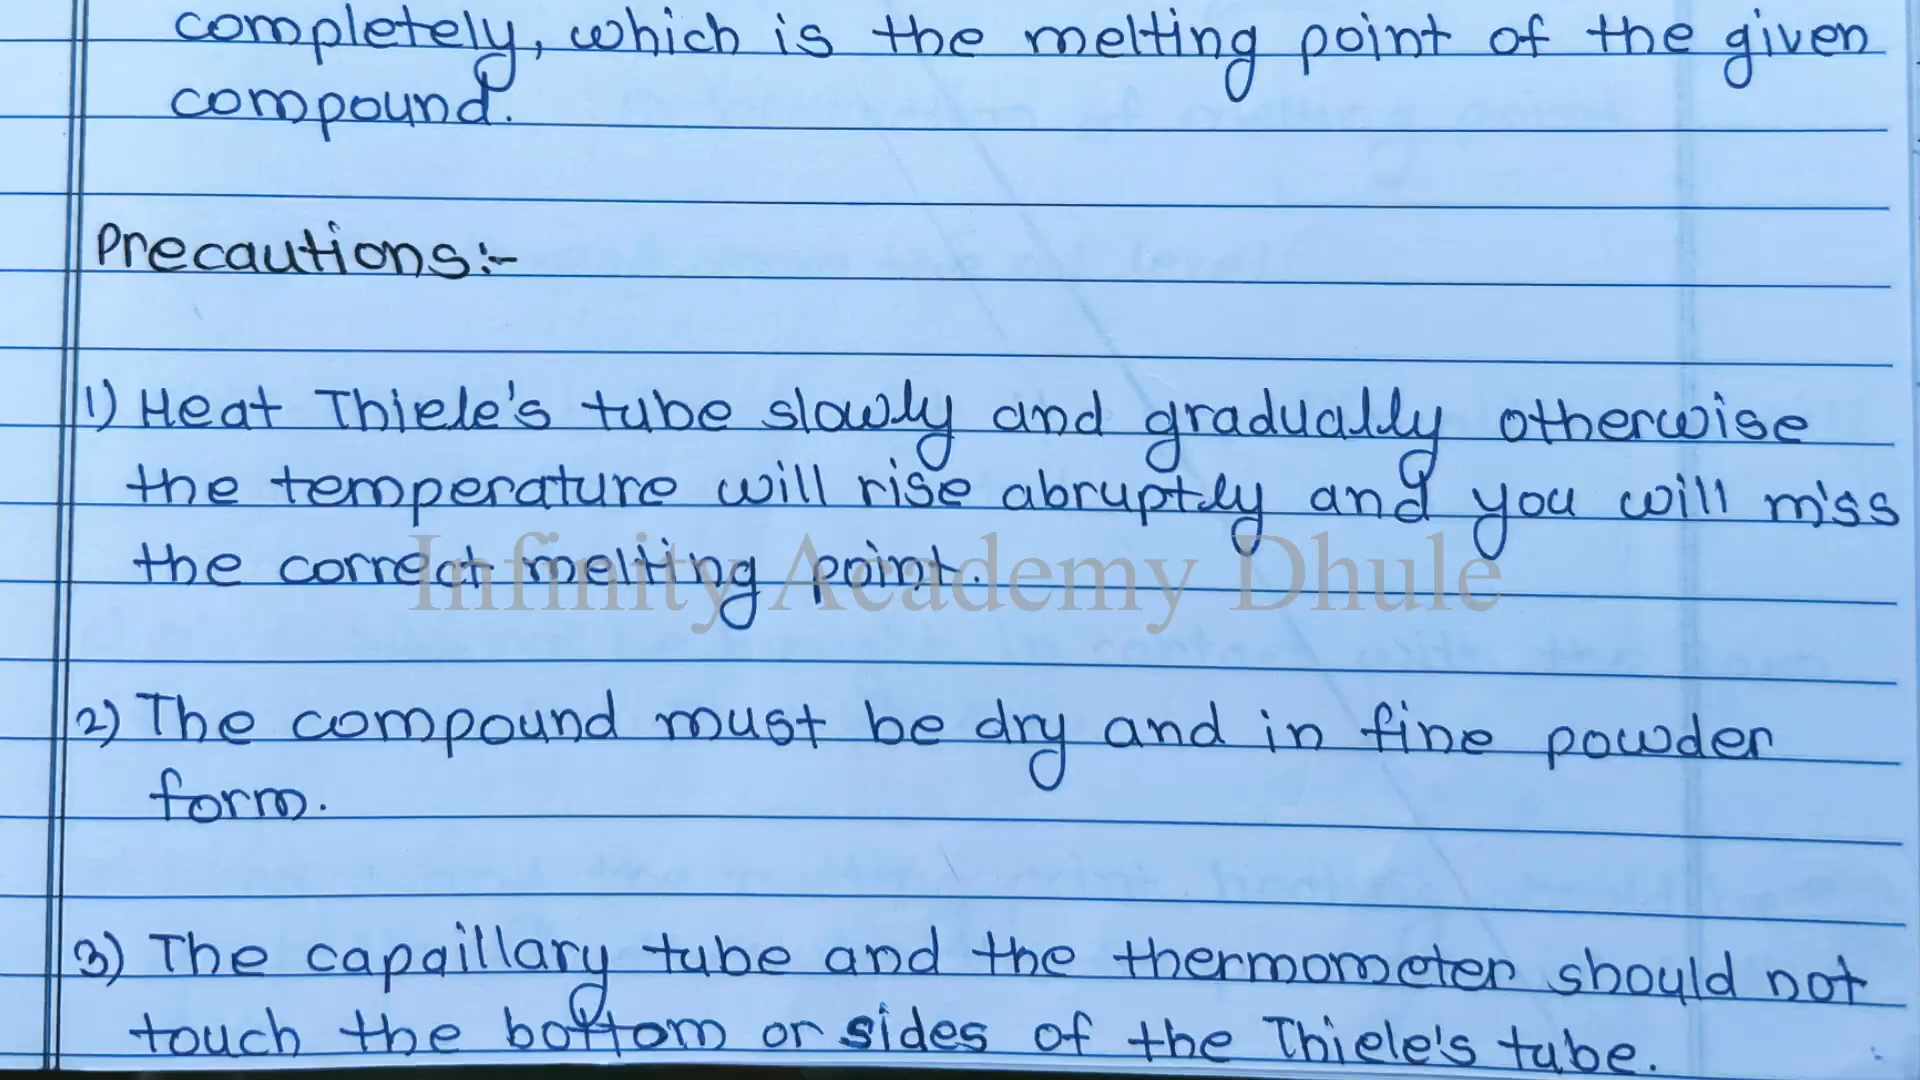 completely, which is the melting point of the given
compound.
Precautions:-
1) Heat Thiele's tube slowly and gradually otherwise
the temperature will rise abruptly and you will miss
the correct melting point.
Infinity Academy Dhule
2) The compound must be dry and in fine powder
form.
3) The capaillary tube and the thermometer should not
touch the bottom or sides of the Thiele's tube.